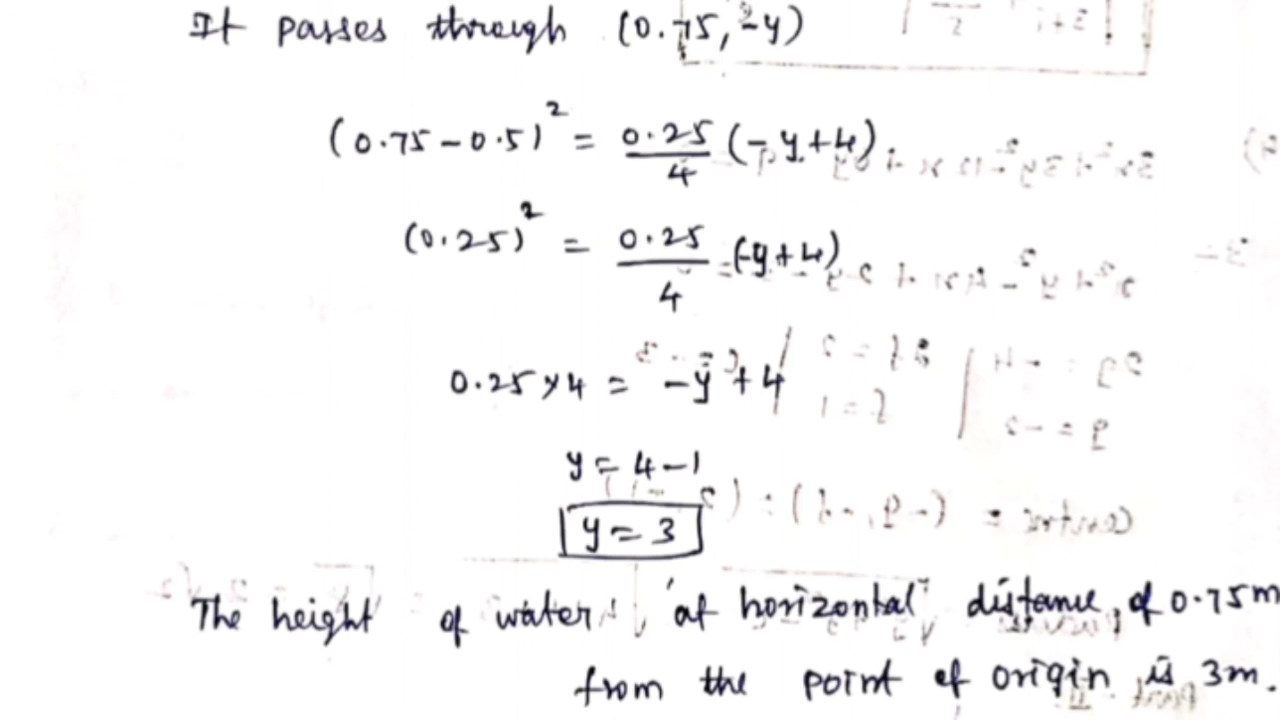 It passes through (0.75, -y)
(0.75 - 0.5)² = 0.25/4 (-y+4)
(0.25)² = 0.25/4 (-y+4)
0.25×4 = -y+4
y = 4-1
y = 3
The height of water at horizontal distance of 0.75m
from the point of origin is 3m.